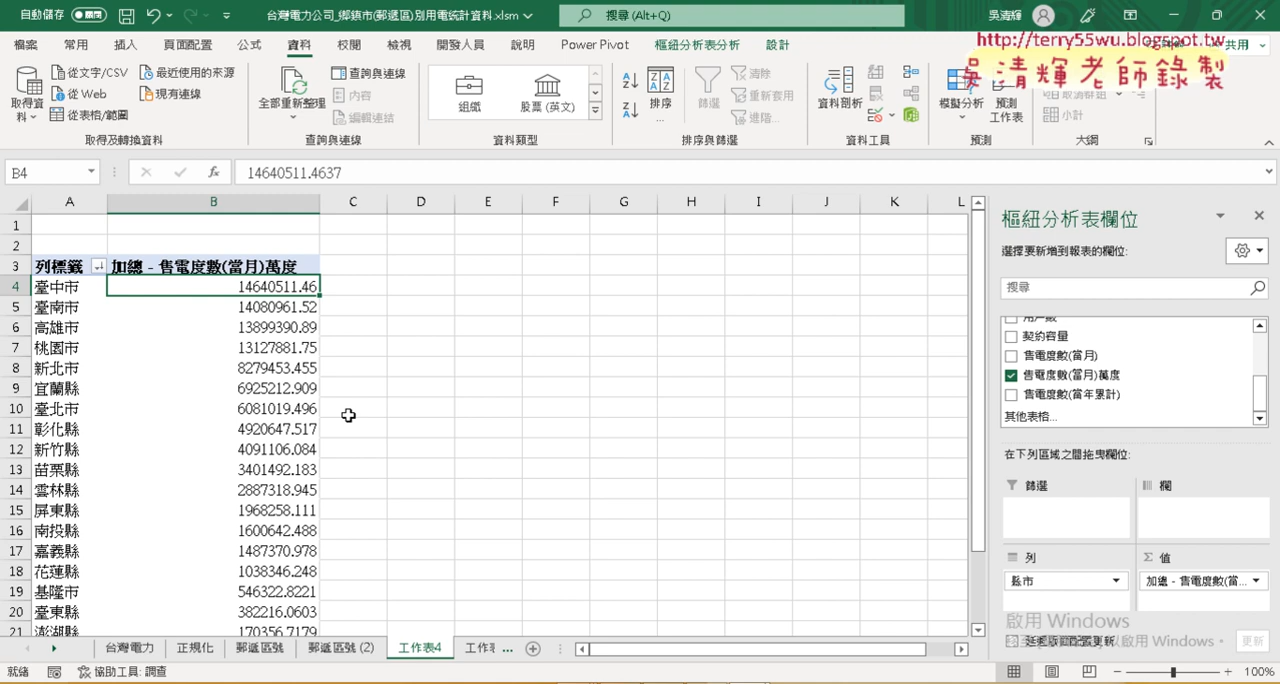 自動儲存
台灣電力公司_鄉鎮市(郵遞區)別用電統計資料.xlsm
搜尋 (Alt+Q)
吳清輝
檔案 常用 插入 頁面配置 公式 資料 校閱 檢視 開發人員 說明 Power Pivot 樞紐分析表分析 設計
共用
http://terry55wu.blogspot.tw
吳清輝老師錄製
取得資料
從文字/CSV
從 Web
從表格/範圍
最近使用的來源
現有連線
取得及轉換資料
全部重新整理
查詢與連線
內容
編輯連結
查詢與連線
組織
股票 (英文)
資料類型
排序
篩選
清除
重新套用
進階...
排序與篩選
資料剖析
資料工具
模擬分析
預測工作表
預測
取消群組
小計
大綱
B4
14640511.4637
A B C D E F G H I J K L
1
2
3 列標籤 加總 - 售電度數(當月)萬度
4 臺中市 14640511.46
5 臺南市 14080961.52
6 高雄市 13899390.89
7 桃園市 13127881.75
8 新北市 8279453.455
9 宜蘭縣 6925212.909
10 臺北市 6081019.496
11 彰化縣 4920647.517
12 新竹縣 4091106.084
13 苗栗縣 3401492.183
14 雲林縣 2887318.945
15 屏東縣 1968258.111
16 南投縣 1600642.488
17 嘉義縣 1487370.978
18 花蓮縣 1038346.248
19 基隆市 546322.8221
20 臺東縣 382216.0603
21 澎湖縣 170356.7179
樞紐分析表欄位
選擇要新增到報表的欄位:
搜尋
用戶數
契約容量
售電度數(當月)
售電度數(當月)萬度
售電度數(當年累計)
其他表格...
在下列區域之間拖曳欄位:
篩選
欄
列
Σ 值
縣市
加總 - 售電度數(當...
啟用 Windows
延遲版面配置更新
以啟用 Windows。
更新
台灣電力 正規化 郵遞區號 郵遞區號 (2) 工作表4 ...
就緒
協助工具: 調查
100%